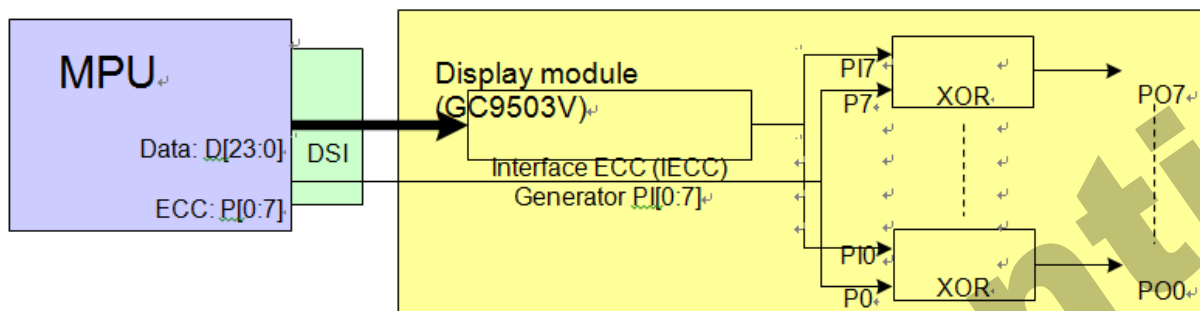 MPU
Data: D[23:0]
ECC: P[0:7]
DSI
Display module
(GC9503V)
Interface ECC (IECC)
Generator PI[0:7]
PI7
P7
XOR
PO7
PI0
P0
XOR
PO0